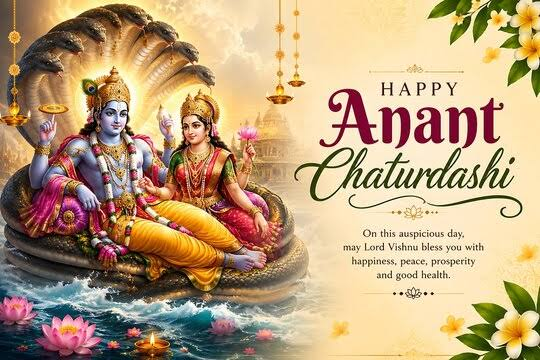 HAPPY
Anant
Chaturdashi
On this auspicious day,
may Lord Vishnu bless you with
happiness, peace, prosperity
and good health.